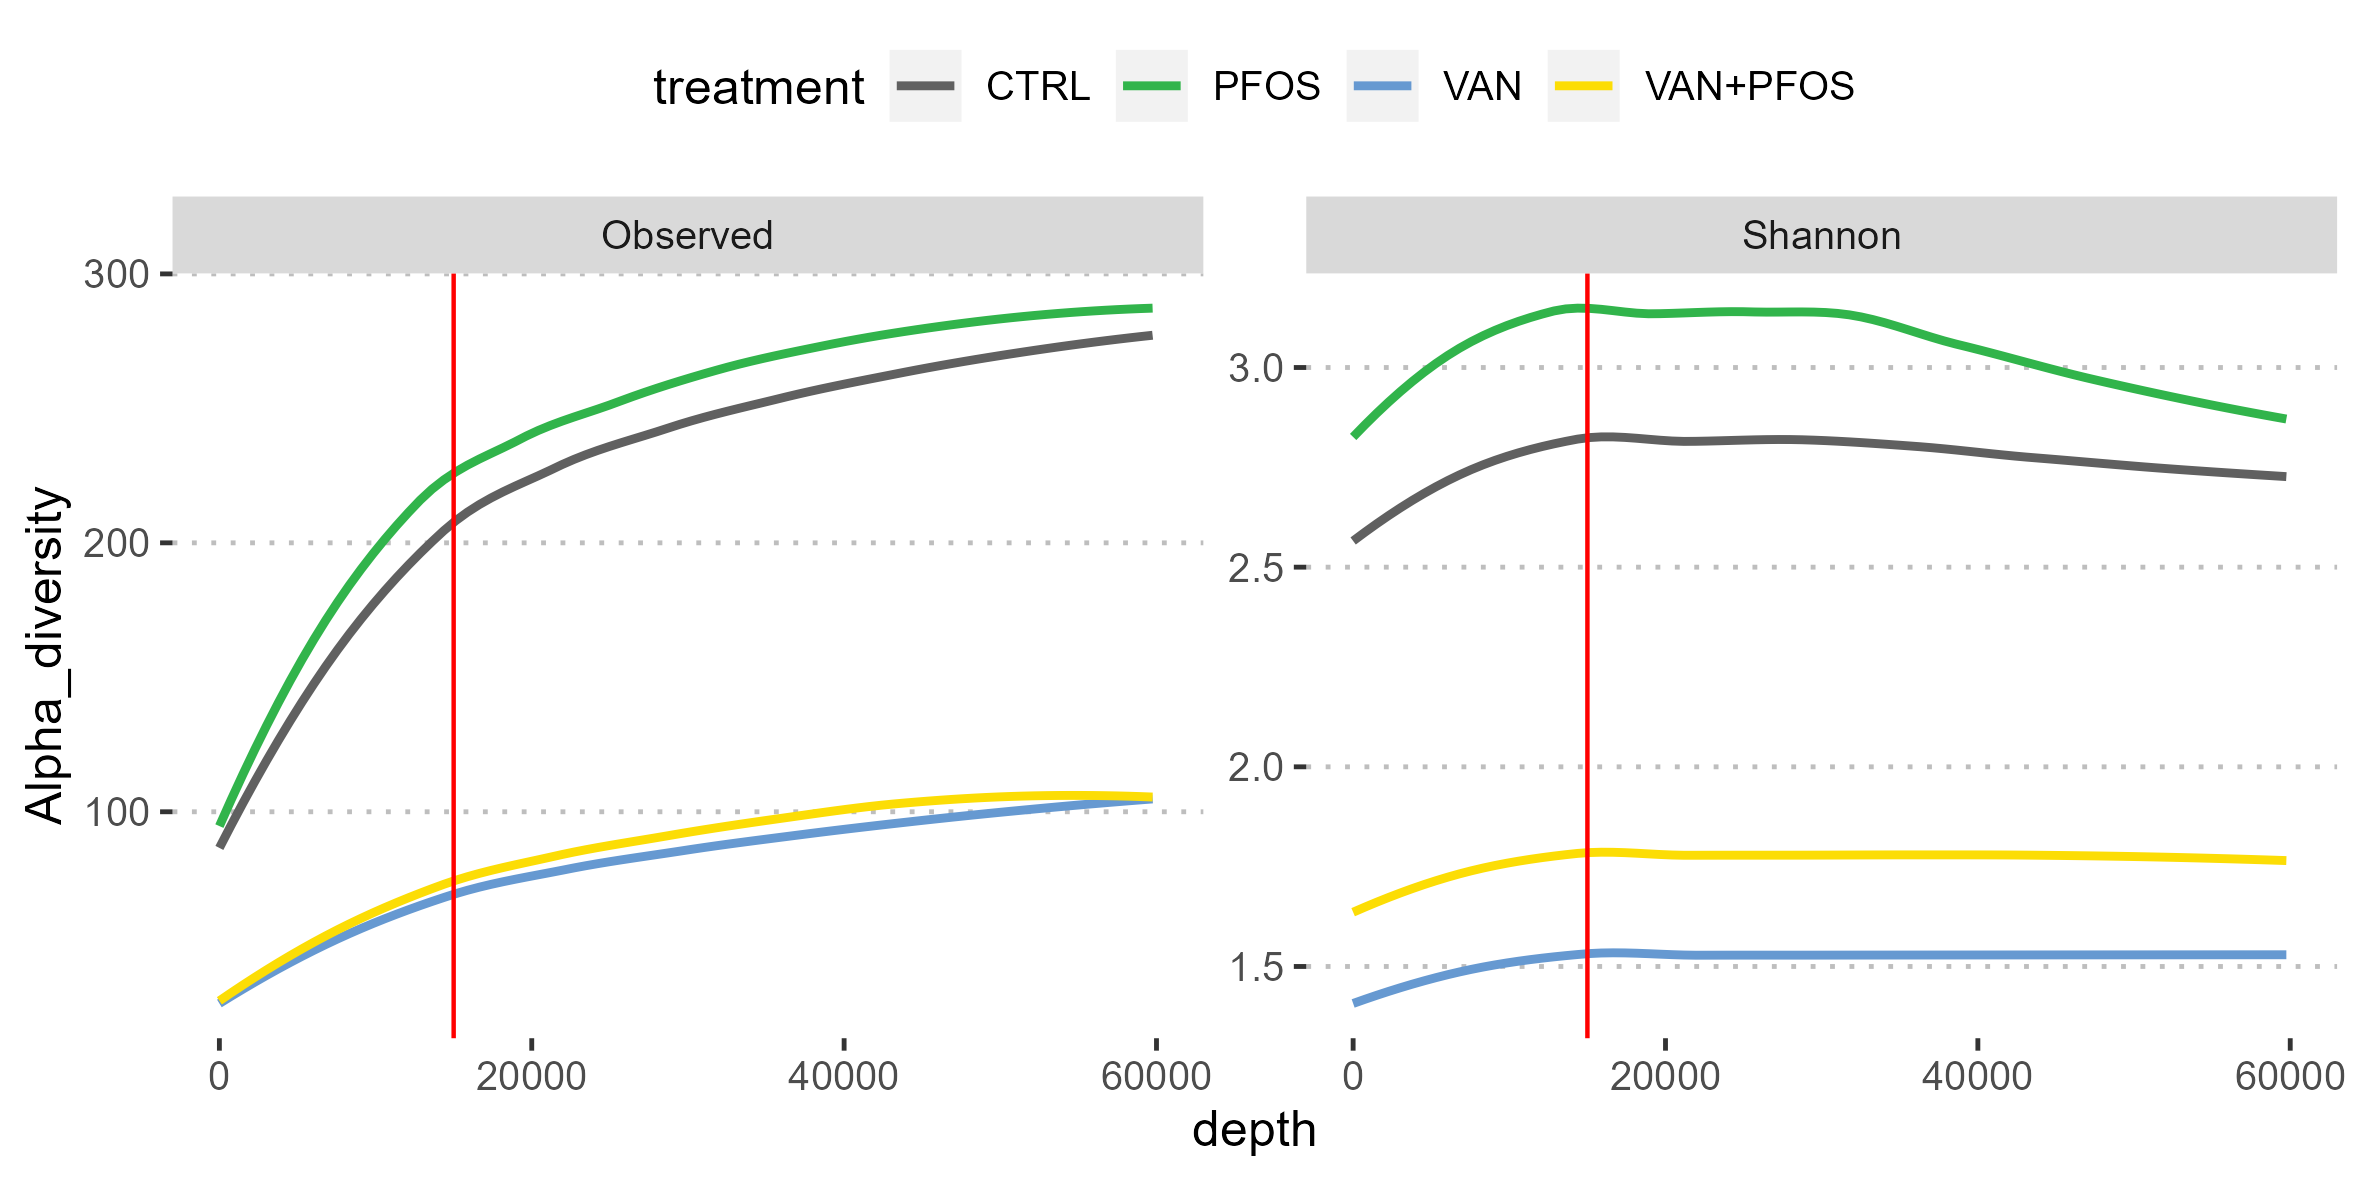 treatment CTRL PFOS VAN VAN+PFOS
Observed
Shannon
Alpha_diversity
300
200
100
3.0
2.5
2.0
1.5
0 20000 40000 60000
0 20000 40000 60000
depth